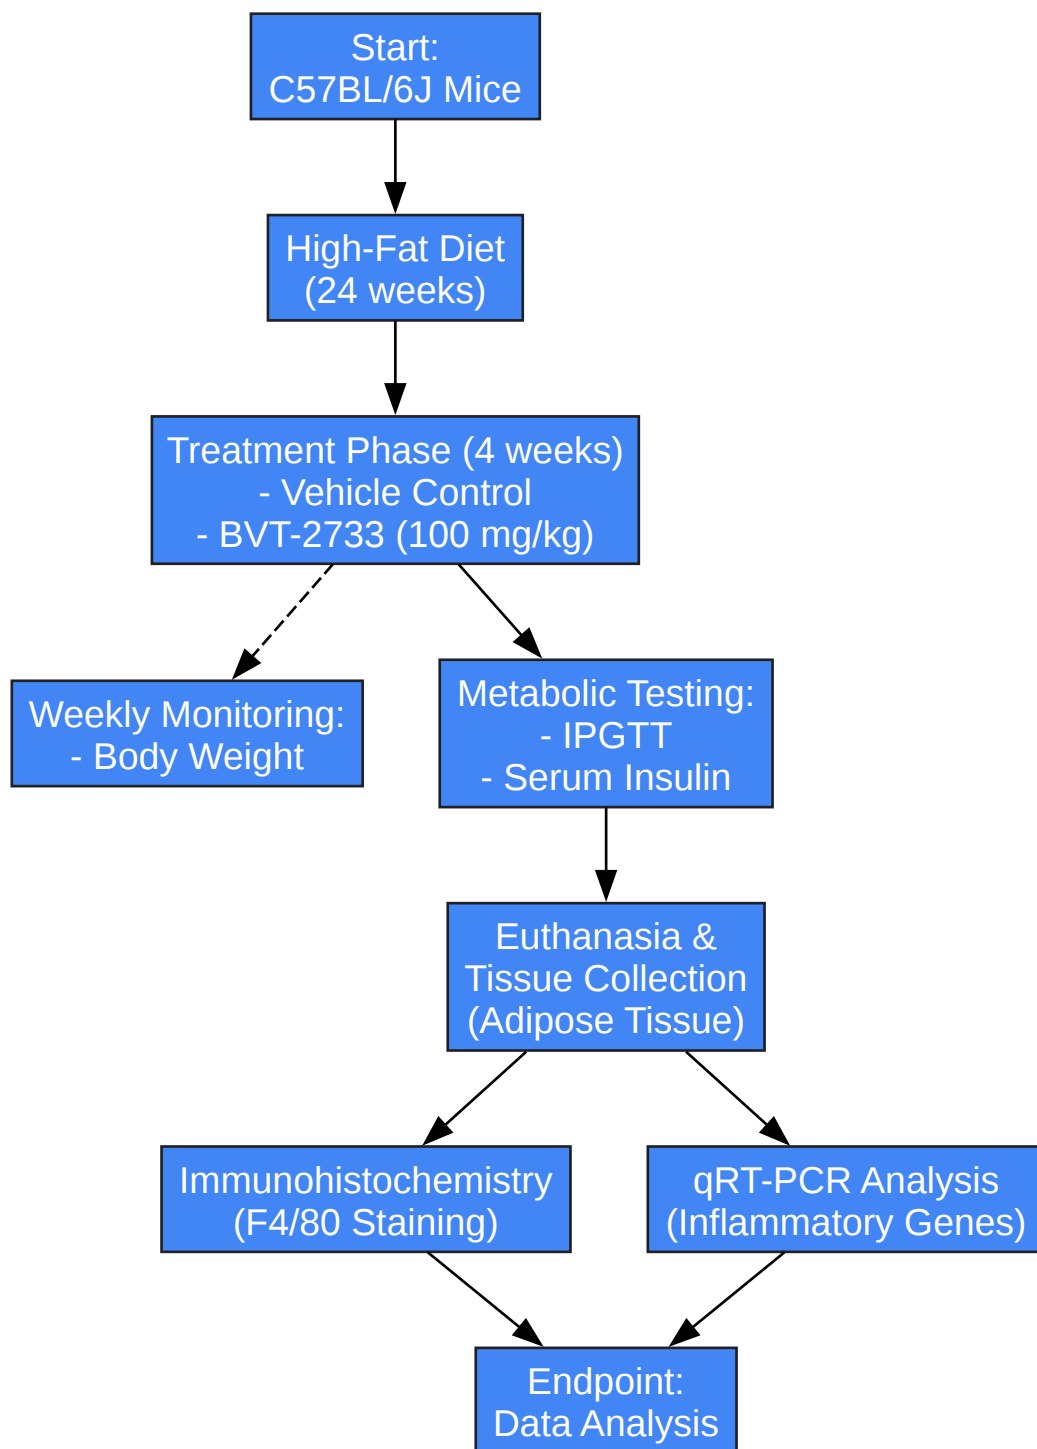 Start:
C57BL/6J Mice
High-Fat Diet
(24 weeks)
Treatment Phase (4 weeks)
- Vehicle Control
- BVT-2733 (100 mg/kg)
Weekly Monitoring:
- Body Weight
Metabolic Testing:
- IPGTT
- Serum Insulin
Euthanasia &
Tissue Collection
(Adipose Tissue)
Immunohistochemistry
(F4/80 Staining)
qRT-PCR Analysis
(Inflammatory Genes)
Endpoint:
Data Analysis